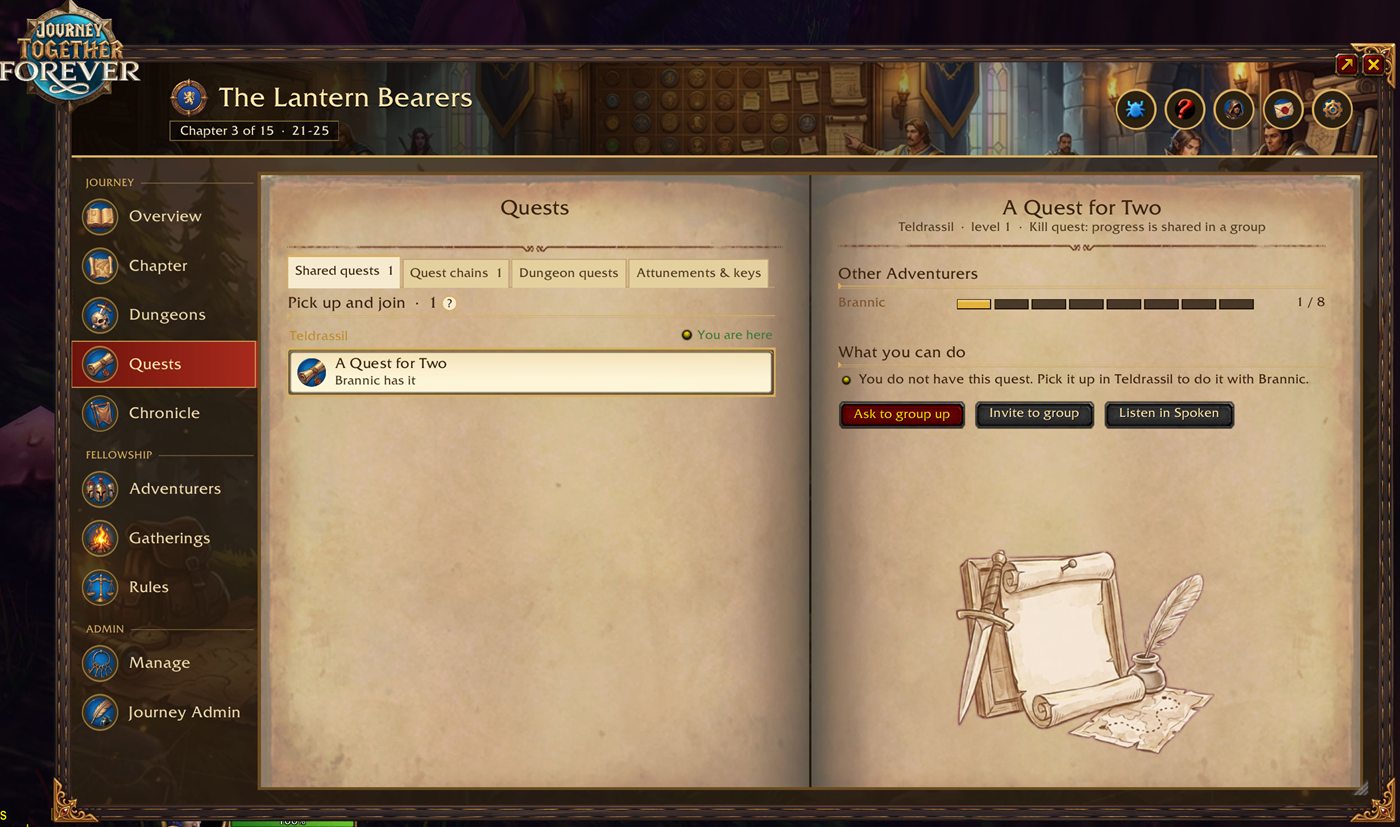 JOURNEY
TOGETHER
FOREVER
The Lantern Bearers
Chapter 3 of 15 · 21-25
JOURNEY
Overview
Chapter
Dungeons
Quests
Chronicle
FELLOWSHIP
Adventurers
Gatherings
Rules
ADMIN
Manage
Journey Admin
Quests
Shared quests 1
Quest chains 1
Dungeon quests
Attunements & keys
Pick up and join · 1 ?
Teldrassil
You are here
A Quest for Two
Brannic has it
A Quest for Two
Teldrassil · level 1 · Kill quest: progress is shared in a group
Other Adventurers
Brannic
1 / 8
What you can do
You do not have this quest. Pick it up in Teldrassil to do it with Brannic.
Ask to group up
Invite to group
Listen in Spoken
s
100%